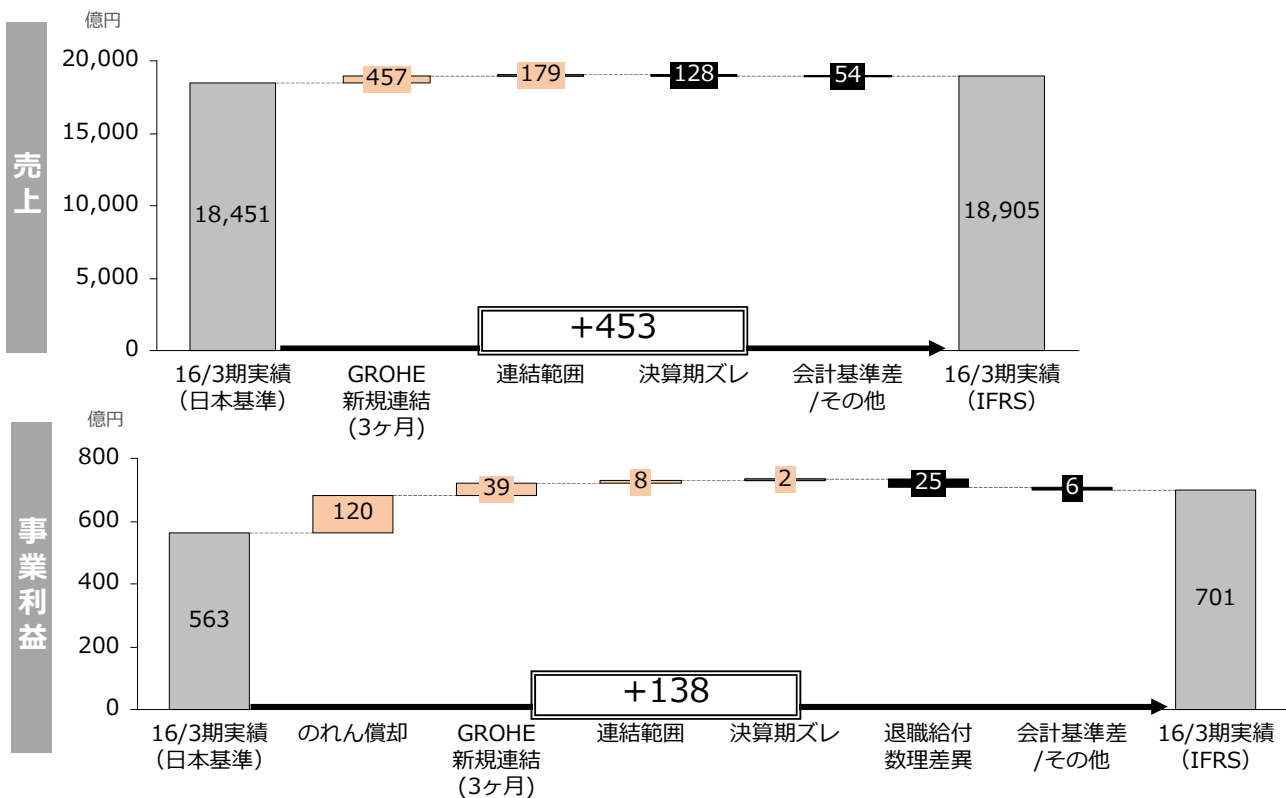 億円
売上
20,000
15,000
10,000
5,000
0
457
179
128
54
18,451
18,905
+453
16/3期実績
（日本基準）
GROHE
新規連結
(3ヶ月)
連結範囲
決算期ズレ
会計基準差
/その他
16/3期実績
（IFRS）
億円
事業利益
800
600
400
200
0
563
120
39
8
2
25
6
701
+138
16/3期実績
（日本基準）
のれん償却
GROHE
新規連結
(3ヶ月)
連結範囲
決算期ズレ
退職給付
数理差異
会計基準差
/その他
16/3期実績
（IFRS）